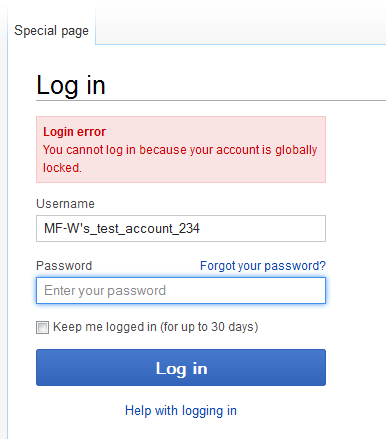 Special page
Log in
Login error
You cannot log in because your account is globally
locked.
Username
MF-W's_test_account_234
Password Forgot your password?
Enter your password
Keep me logged in (for up to 30 days)
Log in
Help with logging in